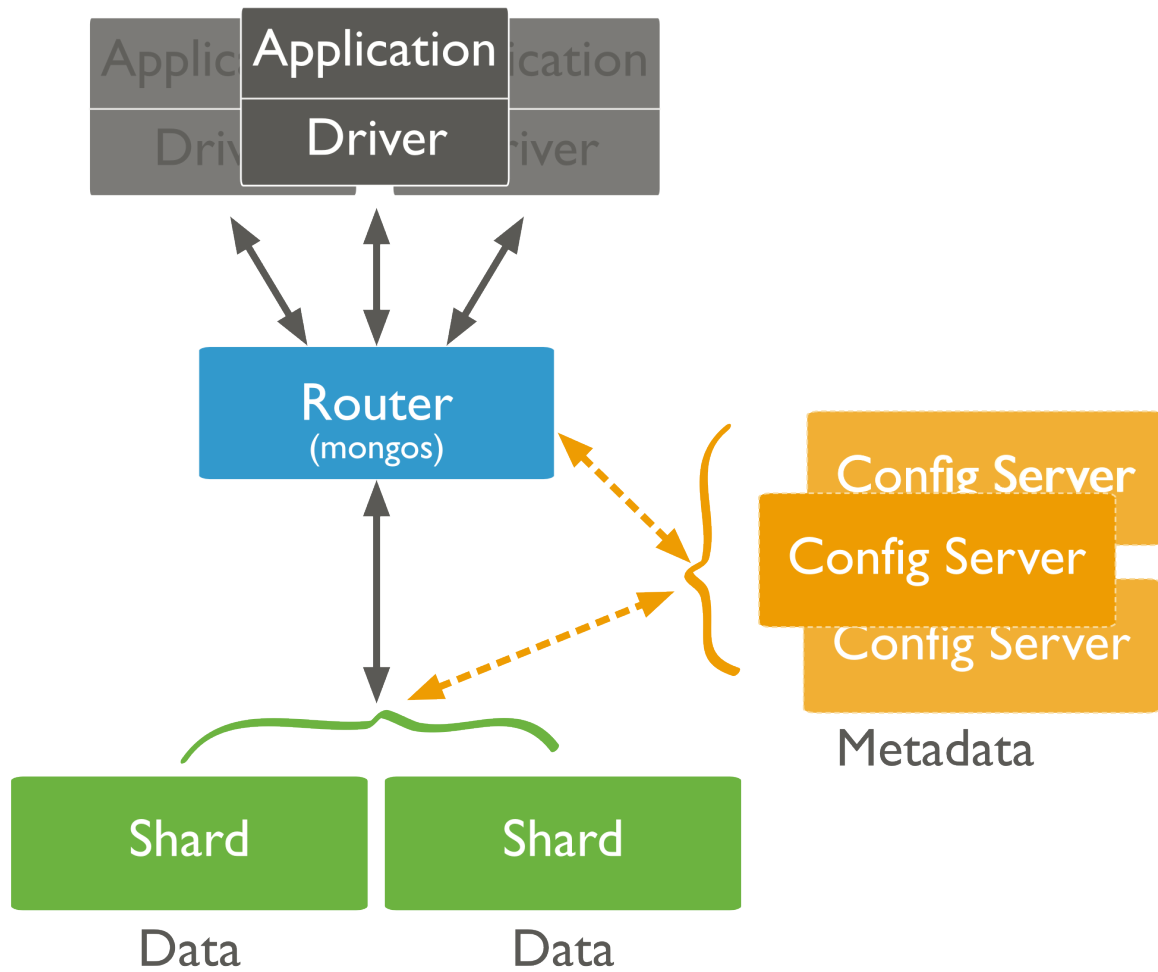 Application
Driver
Router
(mongos)
Config Server
Config Server
Config Server
Metadata
Shard
Shard
Data
Data